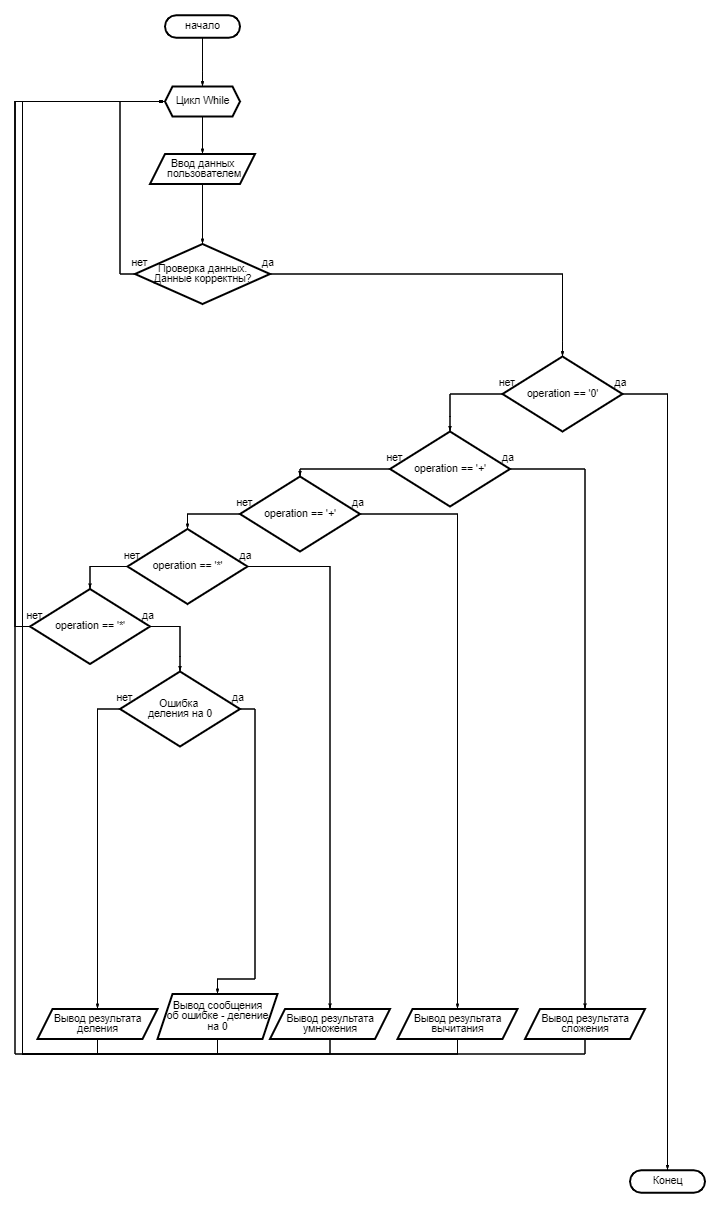 начало
Цикл While
Ввод данных
пользователем
нет
да
Проверка данных.
Данные корректны?
нет
да
operation == '0'
нет
да
operation == '+'
нет
да
operation == '+'
нет
да
operation == '*'
нет
да
operation == '*'
нет
да
Ошибка
деления на 0
Вывод результата
деления
Вывод сообщения
об ошибке - деление
на 0
Вывод результата
умножения
Вывод результата
вычитания
Вывод результата
сложения
Конец